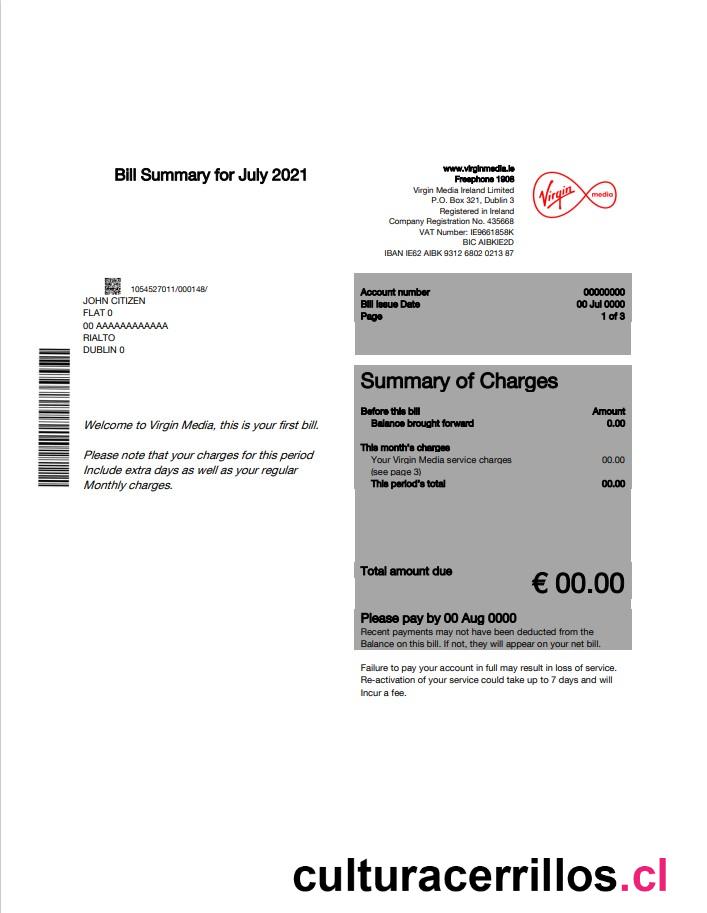 Bill Summary for July 2021
www.virginmedia.ie
Freephone 1908
Virgin Media Ireland Limited
P.O. Box 321, Dublin 3
Registered in Ireland
Company Registration No. 435668
VAT Number: IE9661858K
BIC AIBKIE2D
IBAN IE62 AIBK 9312 6802 0213 87
Virgin media
1054527011/000148/
JOHN CITIZEN
FLAT 0
00 AAAAAAAAAAAA
RIALTO
DUBLIN 0
Account number 00000000
Bill Issue Date 00 Jul 0000
Page 1 of 3
Welcome to Virgin Media, this is your first bill.
Please note that your charges for this period
Include extra days as well as your regular
Monthly charges.
Summary of Charges
Before this bill Amount
Balance brought forward 0.00
This month's charges
Your Virgin Media service charges 00.00
(see page 3)
This period's total 00.00
Total amount due € 00.00
Please pay by 00 Aug 0000
Recent payments may not have been deducted from the
Balance on this bill. If not, they will appear on your net bill.
Failure to pay your account in full may result in loss of service.
Re-activation of your service could take up to 7 days and will
Incur a fee.
culturacerrillos.cl